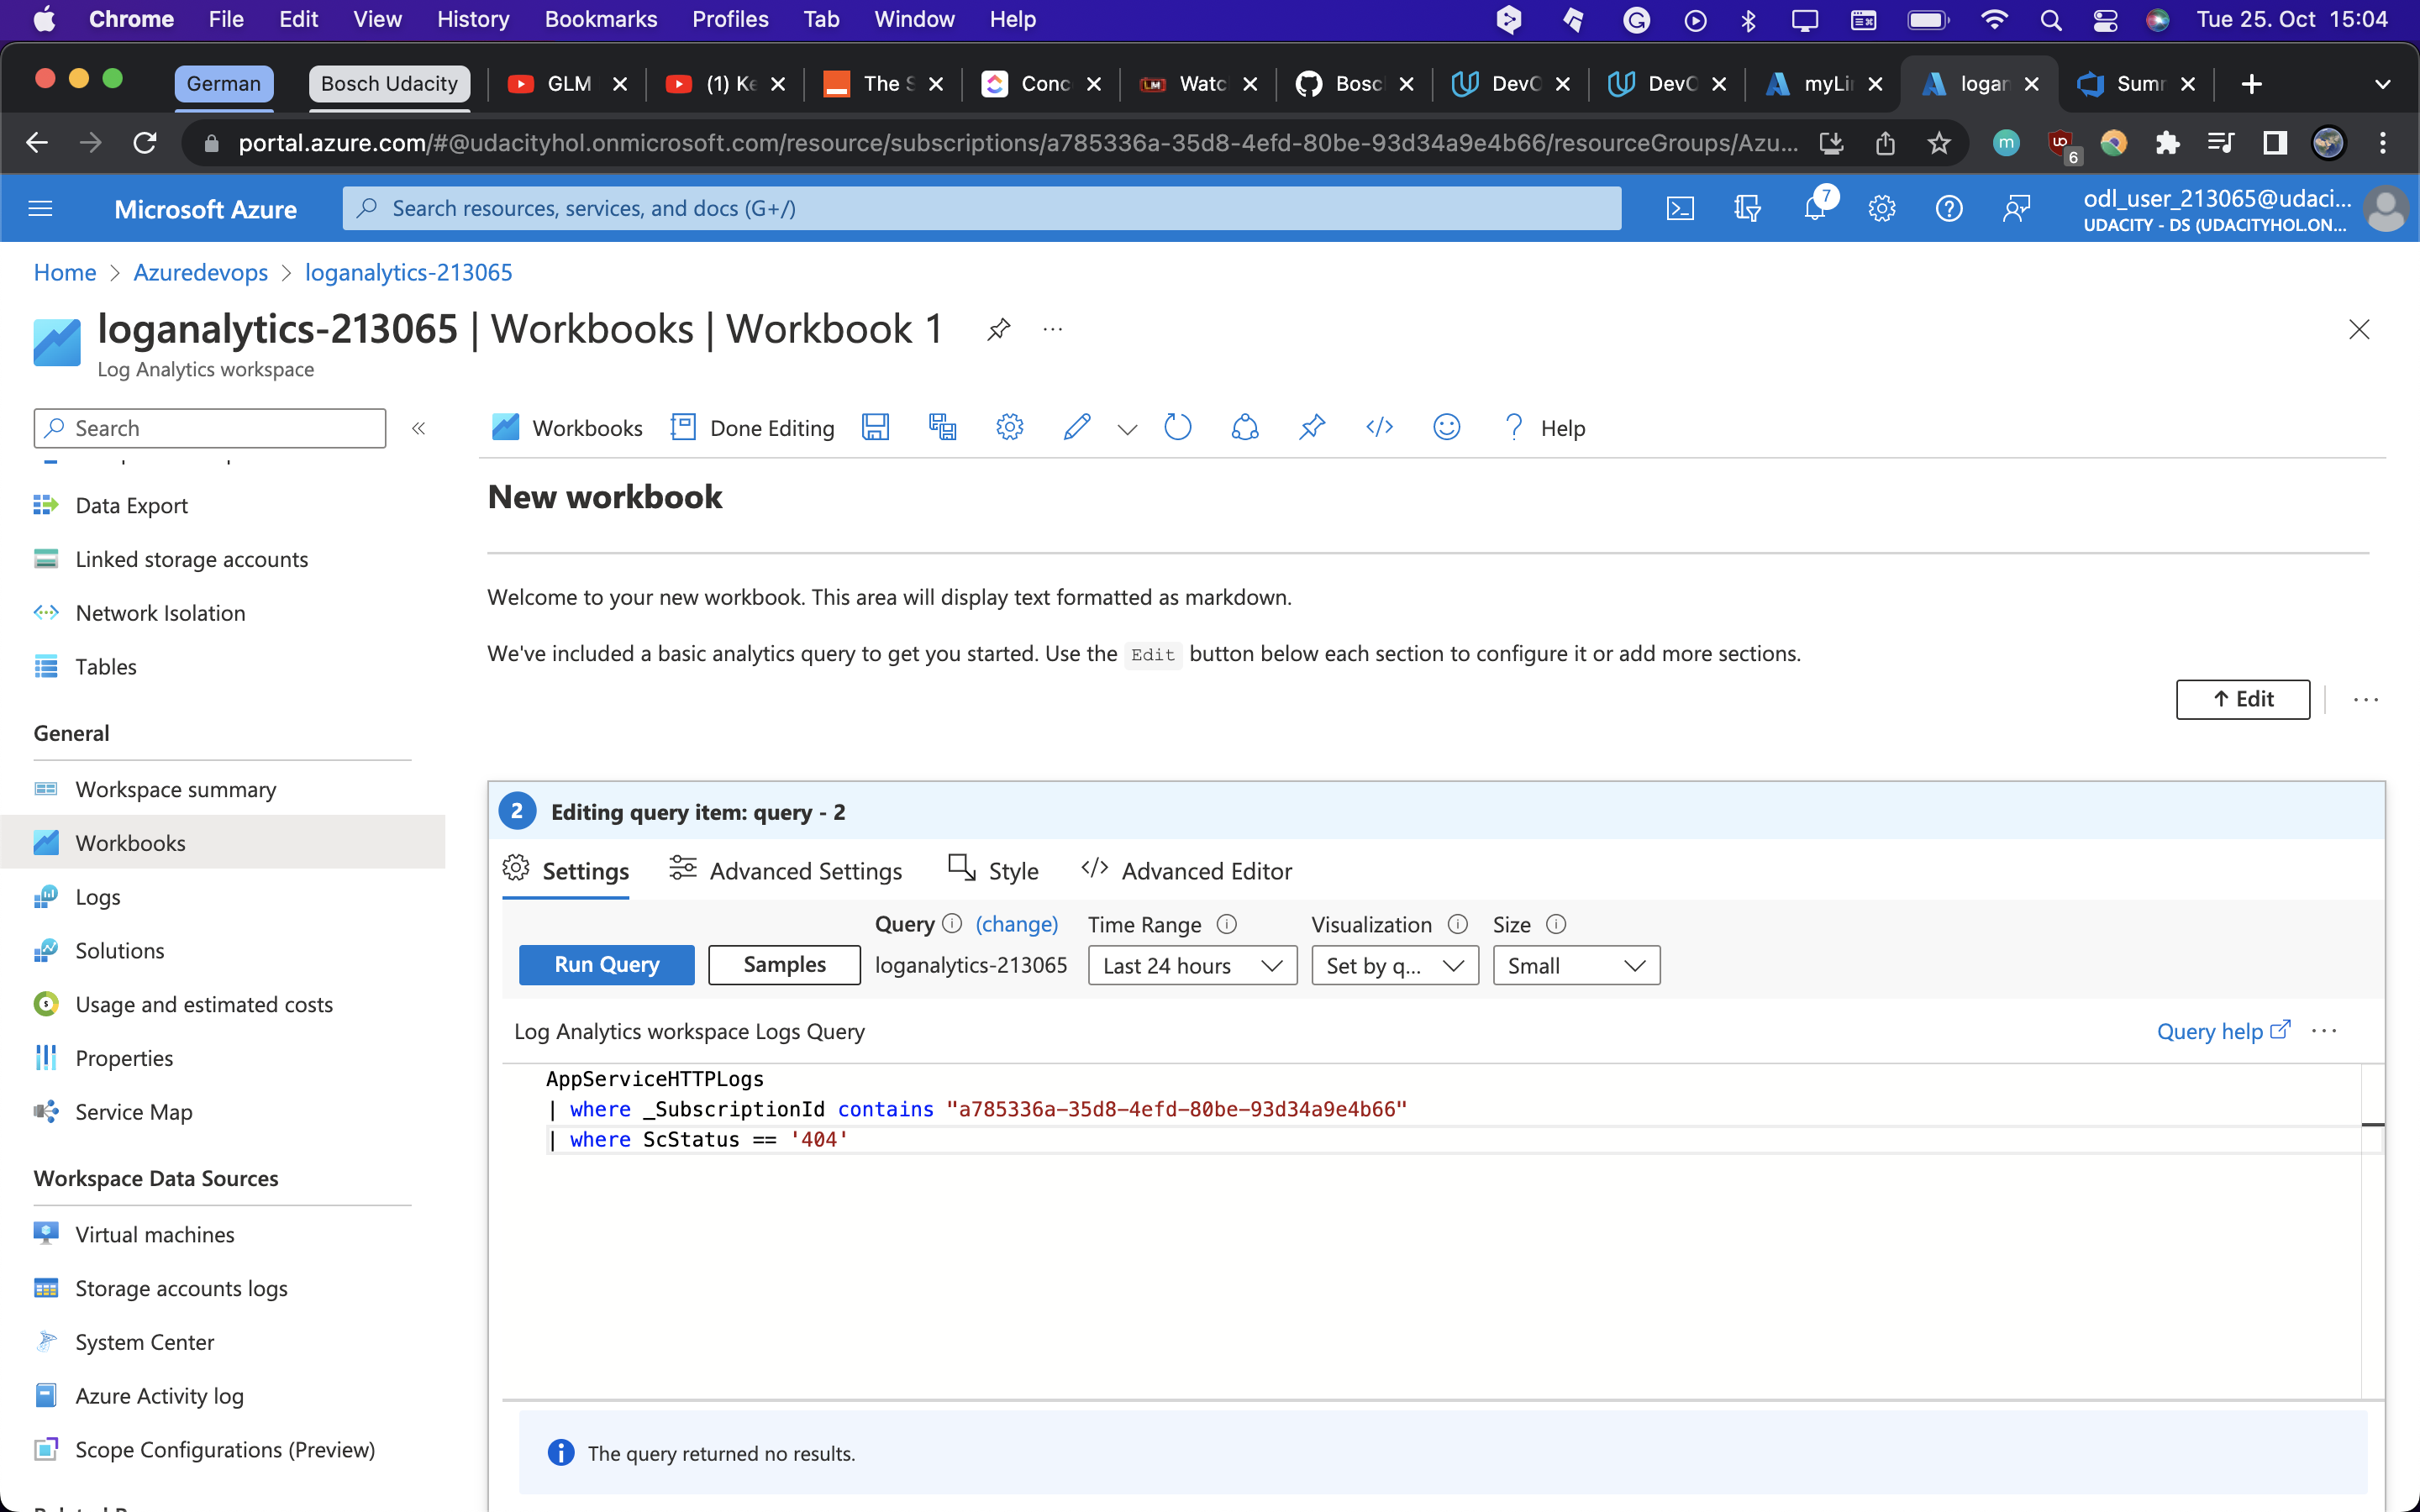 Chrome File Edit View History Bookmarks Profiles Tab Window Help Tue 25. Oct 15:04
German Bosch Udacity GLM (1) Ke The S Conc Watc Bosc DevO DevO myLi logan Sumr
portal.azure.com/#@udacityhol.onmicrosoft.com/resource/subscriptions/a785336a-35d8-4efd-80be-93d34a9e4b66/resourceGroups/Azu... m 6
Microsoft Azure Search resources, services, and docs (G+/) 7 odl_user_213065@udaci...
UDACITY - DS (UDACITYHOL.ON...
Home > Azuredevops > loganalytics-213065
loganalytics-213065 | Workbooks | Workbook 1 ...
Log Analytics workspace
Search «
Workbooks Done Editing Help
Data Export
Linked storage accounts
Network Isolation
Tables
General
Workspace summary
Workbooks
Logs
Solutions
Usage and estimated costs
Properties
Service Map
Workspace Data Sources
Virtual machines
Storage accounts logs
System Center
Azure Activity log
Scope Configurations (Preview)
New workbook
Welcome to your new workbook. This area will display text formatted as markdown.
We've included a basic analytics query to get you started. Use the Edit button below each section to configure it or add more sections.
↑ Edit ...
2 Editing query item: query - 2
Settings Advanced Settings Style </> Advanced Editor
Query (change) Time Range Visualization Size
Run Query Samples loganalytics-213065 Last 24 hours Set by q... Small
Log Analytics workspace Logs Query Query help ...
AppServiceHTTPLogs
| where _SubscriptionId contains "a785336a-35d8-4efd-80be-93d34a9e4b66"
| where ScStatus == '404'
The query returned no results.